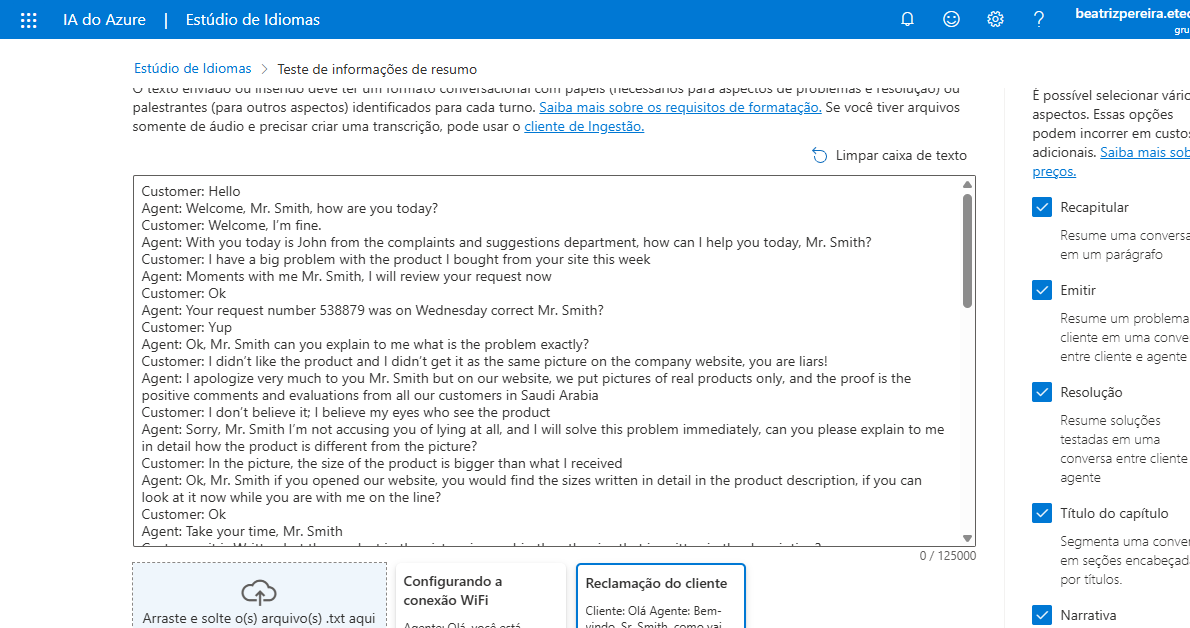 IA do Azure | Estúdio de Idiomas
beatrizpereira.etec
gru
Estúdio de Idiomas > Teste de informações de resumo
O texto enviado ou inserido deve ter um formato conversacional com papéis (necessários para aspectos de problemas e resolução) ou
palestrantes (para outros aspectos) identificados para cada turno. Saiba mais sobre os requisitos de formatação. Se você tiver arquivos
somente de áudio e precisar criar uma transcrição, pode usar o cliente de Ingestão.
Limpar caixa de texto
Customer: Hello
Agent: Welcome, Mr. Smith, how are you today?
Customer: Welcome, I’m fine.
Agent: With you today is John from the complaints and suggestions department, how can I help you today, Mr. Smith?
Customer: I have a big problem with the product I bought from your site this week
Agent: Moments with me Mr. Smith, I will review your request now
Customer: Ok
Agent: Your request number 538879 was on Wednesday correct Mr. Smith?
Customer: Yup
Agent: Ok, Mr. Smith can you explain to me what is the problem exactly?
Customer: I didn’t like the product and I didn’t get it as the same picture on the company website, you are liars!
Agent: I apologize very much to you Mr. Smith but on our website, we put pictures of real products only, and the proof is the
positive comments and evaluations from all our customers in Saudi Arabia
Customer: I don’t believe it; I believe my eyes who see the product
Agent: Sorry, Mr. Smith I’m not accusing you of lying at all, and I will solve this problem immediately, can you please explain to me
in detail how the product is different from the picture?
Customer: In the picture, the size of the product is bigger than what I received
Agent: Ok, Mr. Smith if you opened our website, you would find the sizes written in detail in the product description, if you can
look at it now while you are with me on the line?
Customer: Ok
Agent: Take your time, Mr. Smith
0 / 125000
Arraste e solte o(s) arquivo(s) .txt aqui
Configurando a
conexão WiFi
Agente: Olá, você está
Reclamação do cliente
Cliente: Olá Agente: Bem-
vindo, Sr. Smith, como vai
É possível selecionar vário
aspectos. Essas opções
podem incorrer em custos
adicionais. Saiba mais sob
preços.
Recapitular
Resume uma conversa
em um parágrafo
Emitir
Resume um problema
cliente em uma conve
entre cliente e agente
Resolução
Resume soluções
testadas em uma
conversa entre cliente
agente
Título do capítulo
Segmenta uma conver
em seções encabeçada
por títulos.
Narrativa